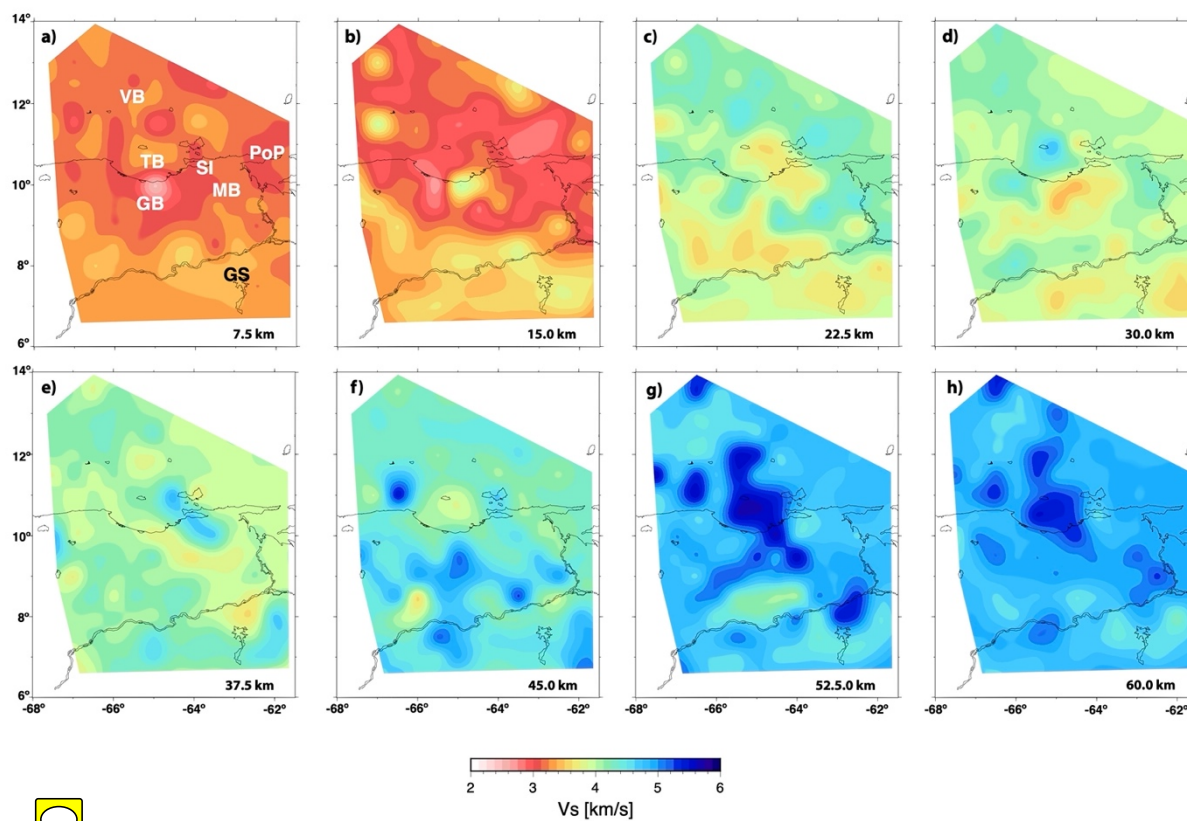 14°
12°
10°
8°
6°
a)
VB
TB
SI
PoP
MB
GB
GS
7.5 km
b)
15.0 km
c)
22.5 km
d)
30.0 km
14°
12°
10°
8°
6°
e)
37.5 km
f)
45.0 km
g)
52.5.0 km
h)
60.0 km
-68° -66° -64° -62° -68° -66° -64° -62° -68° -66° -64° -62° -68° -66° -64° -62°
2 3 4 5 6
Vs [km/s]